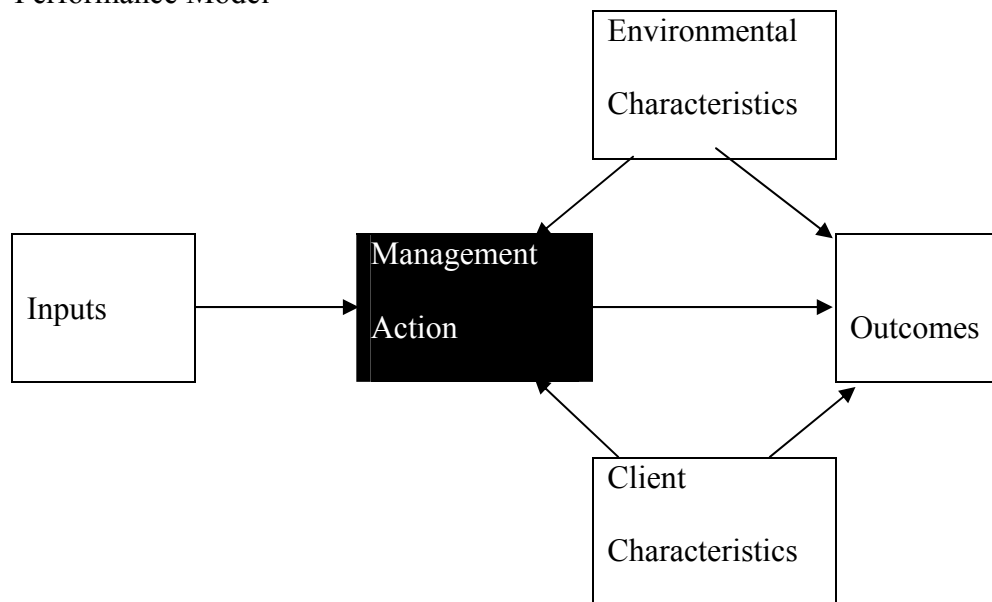 Performance Model
Environmental
Characteristics
Management
Action
Inputs
Outcomes
Client
Characteristics